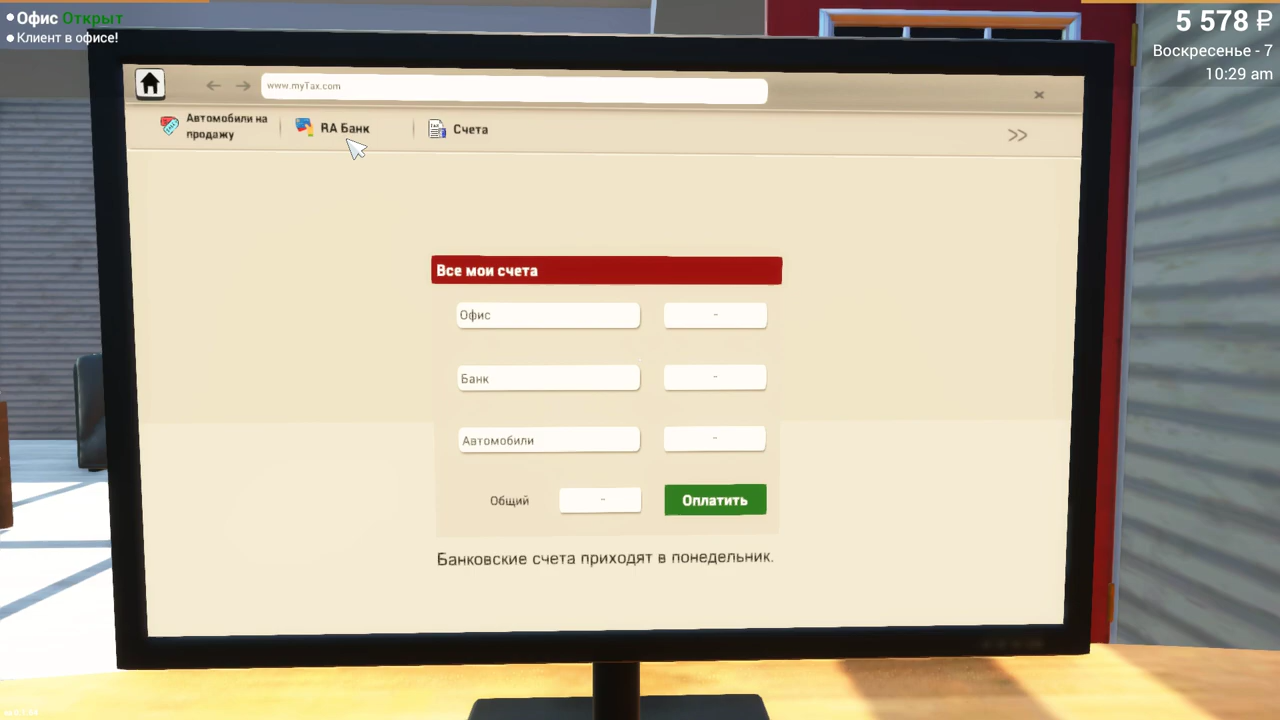 Офис Открыт
Клиент в офисе!
5 578 ₽
Воскресенье - 7
10:29 am
www.myTax.com
Автомобили на
продажу
RA Банк
Счета
Все мои счета
Офис -
Банк -
Автомобили -
Общий - Оплатить
Банковские счета приходят в понедельник.